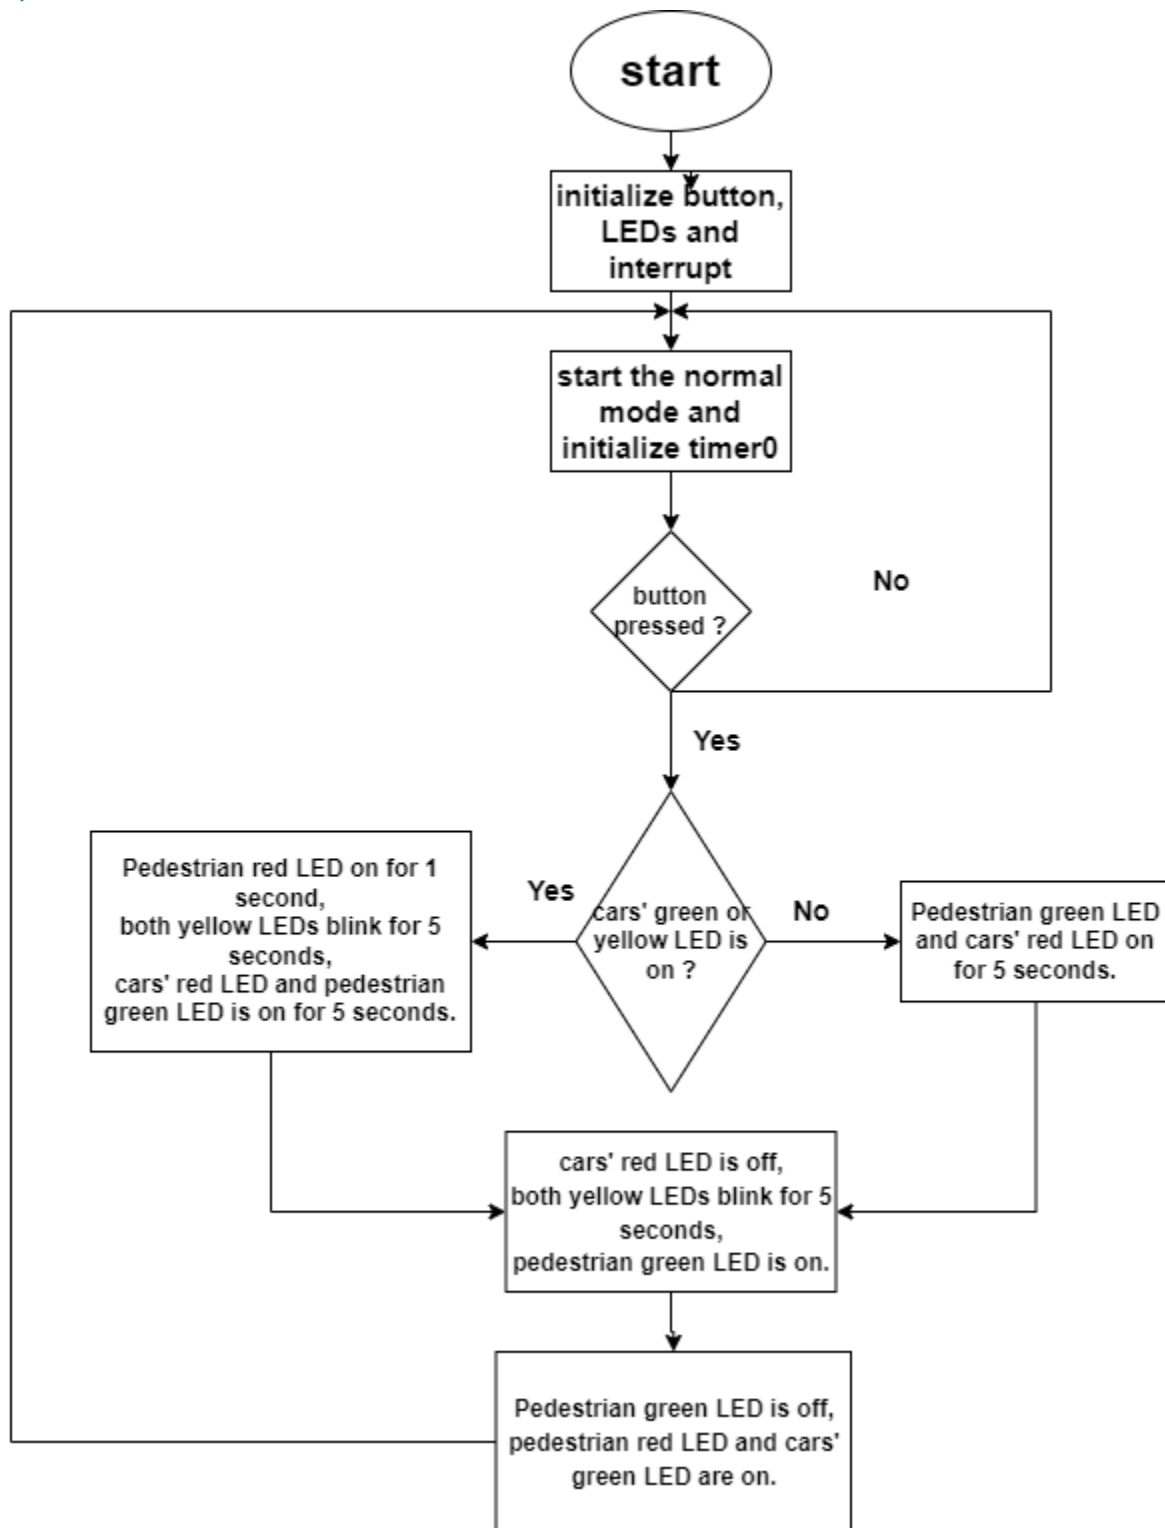 start
initialize button,
LEDs and
interrupt
start the normal
mode and
initialize timer0
button
pressed ?
No
Yes
cars' green or
yellow LED is
on ?
Yes
No
Pedestrian red LED on for 1
second,
both yellow LEDs blink for 5
seconds,
cars' red LED and pedestrian
green LED is on for 5 seconds.
Pedestrian green LED
and cars' red LED on
for 5 seconds.
cars' red LED is off,
both yellow LEDs blink for 5
seconds,
pedestrian green LED is on.
Pedestrian green LED is off,
pedestrian red LED and cars'
green LED are on.